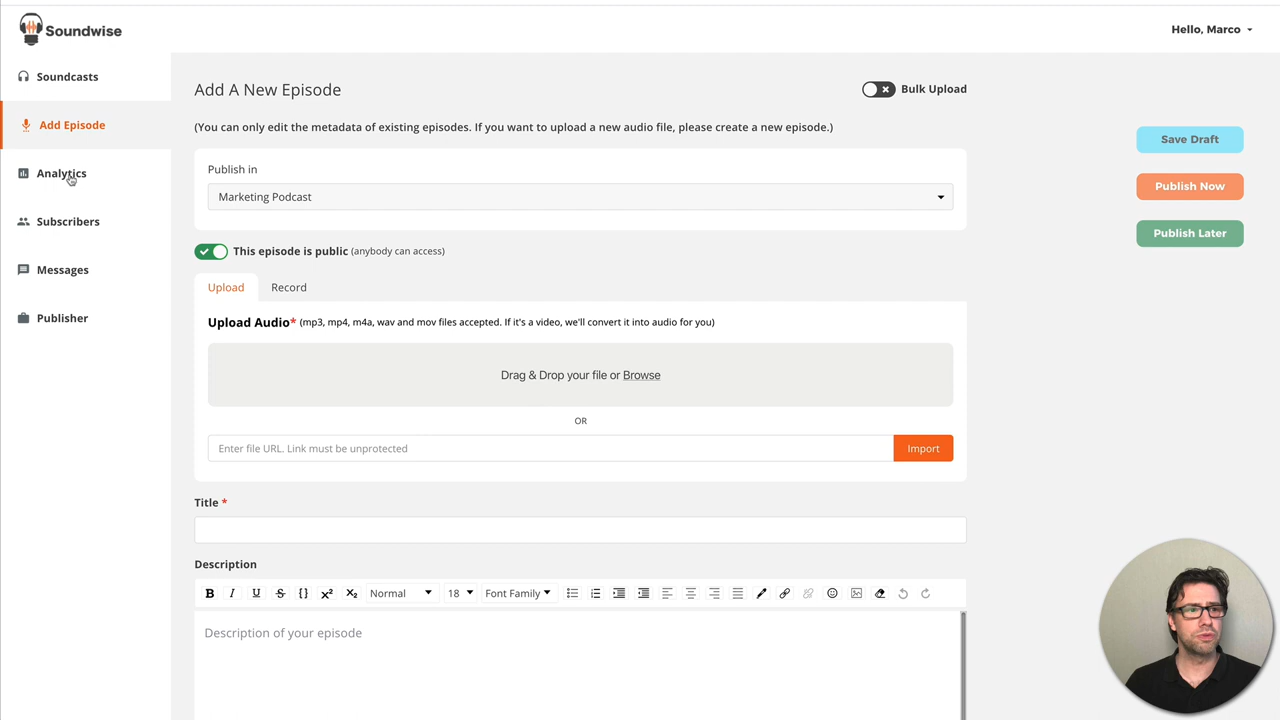 Soundwise
Hello, Marco
Soundcasts
Add Episode
Analytics
Subscribers
Messages
Publisher
Add A New Episode
Bulk Upload
(You can only edit the metadata of existing episodes. If you want to upload a new audio file, please create a new episode.)
Publish in
Marketing Podcast
This episode is public (anybody can access)
Upload Record
Upload Audio* (mp3, mp4, m4a, wav and mov files accepted. If it's a video, we'll convert it into audio for you)
Drag & Drop your file or Browse
OR
Enter file URL. Link must be unprotected Import
Title *
Description
B I U S {} x² x₂ Normal 18 Font Family
Description of your episode
Save Draft
Publish Now
Publish Later